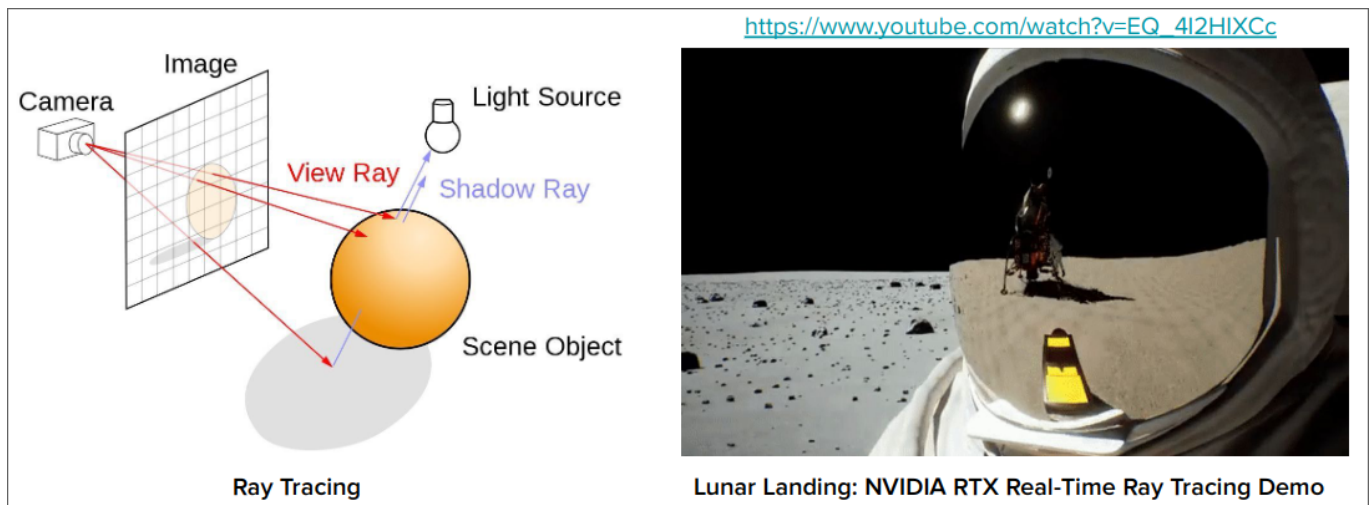 Image
Camera
Light Source
View Ray
Shadow Ray
Scene Object
Ray Tracing
https://www.youtube.com/watch?v=EQ_4I2HIXCc
Lunar Landing: NVIDIA RTX Real-Time Ray Tracing Demo